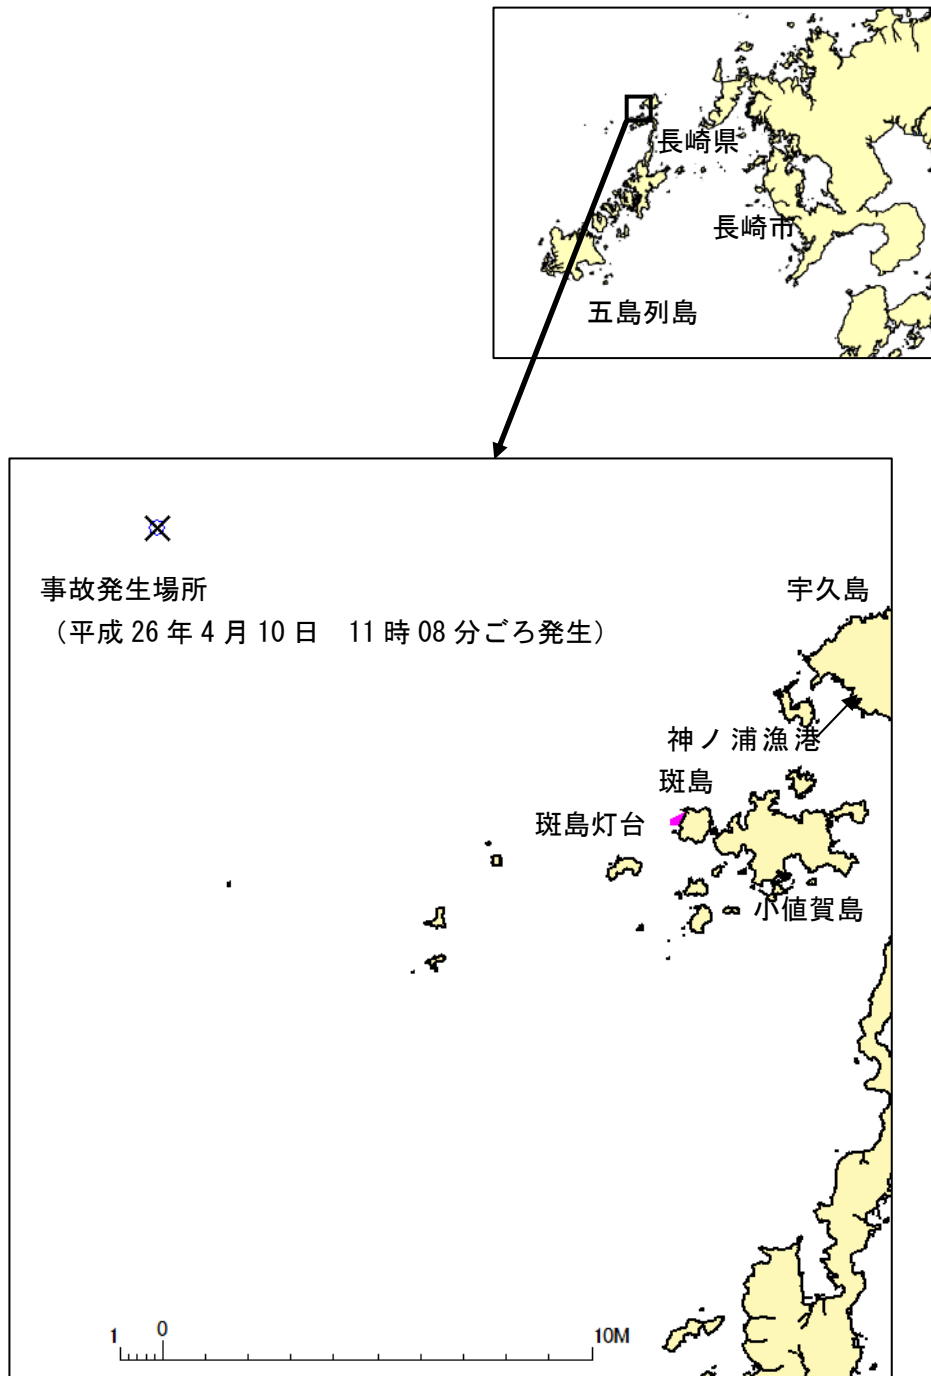 長崎県
長崎市
五島列島
事故発生場所
（平成 26 年 4 月 10 日　11 時 08 分ごろ発生）
宇久島
神ノ浦漁港
斑島
斑島灯台
小値賀島
1 0 10M